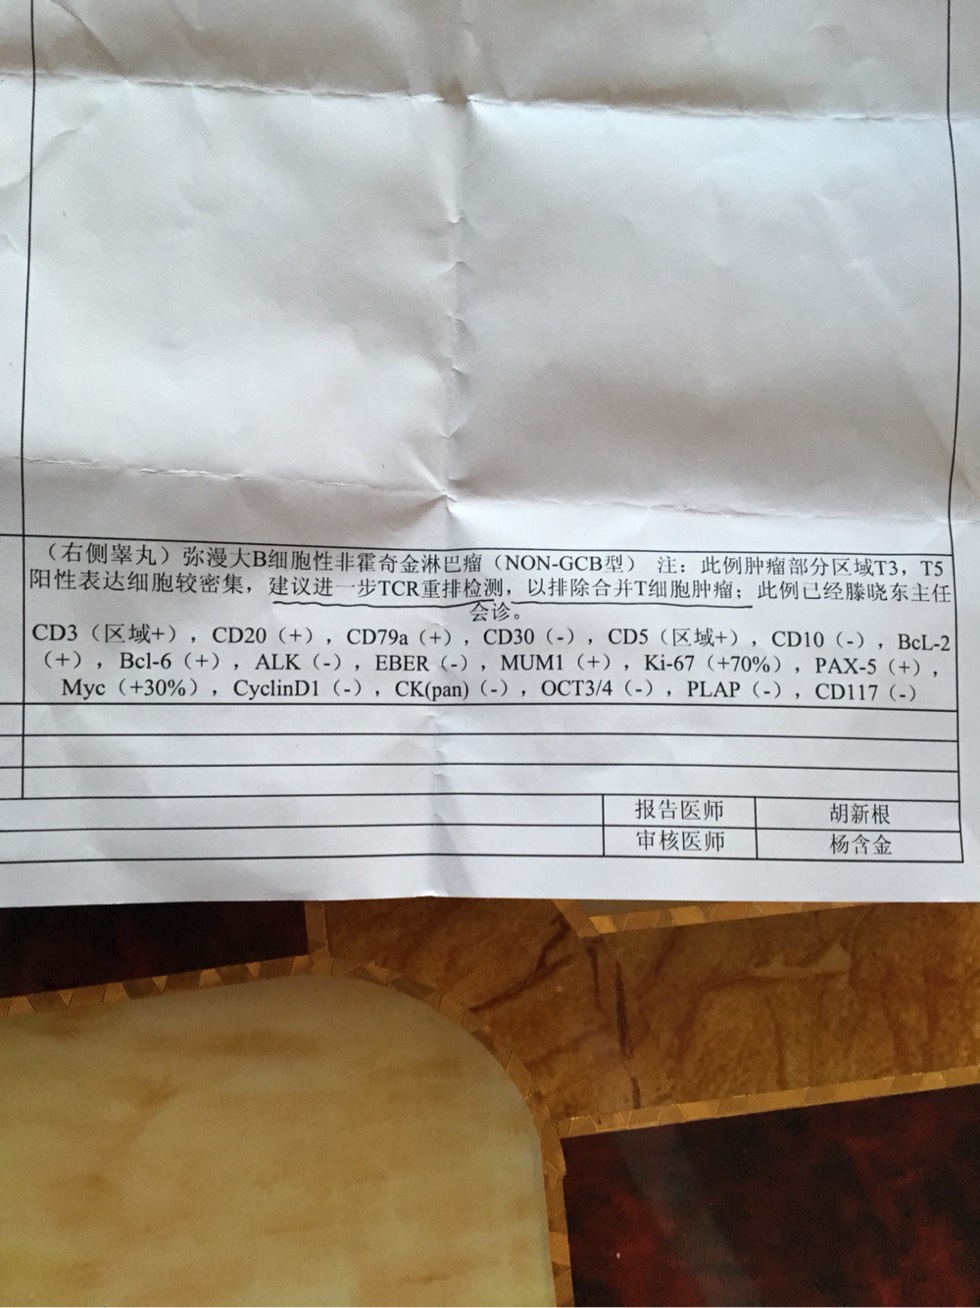 （右侧睾丸）弥漫大B细胞性非霍奇金淋巴瘤（NON-GCB型） 注：此例肿瘤部分区域T3，T5
阳性表达细胞较密集，建议进一步TCR重排检测，以排除合并T细胞肿瘤；此例已经滕晓东主任
会诊。
CD3（区域+），CD20（+），CD79a（+），CD30（-），CD5（区域+），CD10（-），BcL-2
（+），Bcl-6（+），ALK（-），EBER（-），MUM1（+），Ki-67（+70%），PAX-5（+），
Myc（+30%），CyclinD1（-），CK(pan)（-），OCT3/4（-），PLAP（-），CD117（-）
报告医师 胡新根
审核医师 杨含金